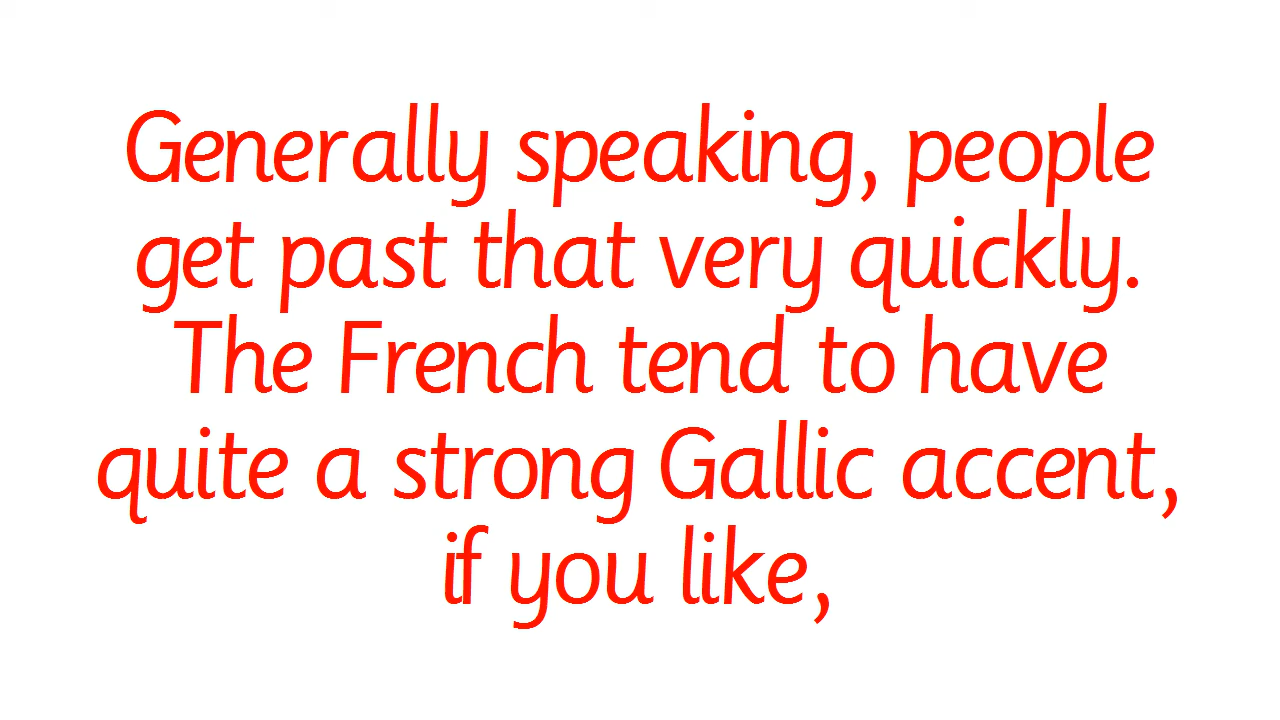 Generally speaking, people
get past that very quickly.
The French tend to have
quite a strong Gallic accent,
if you like,